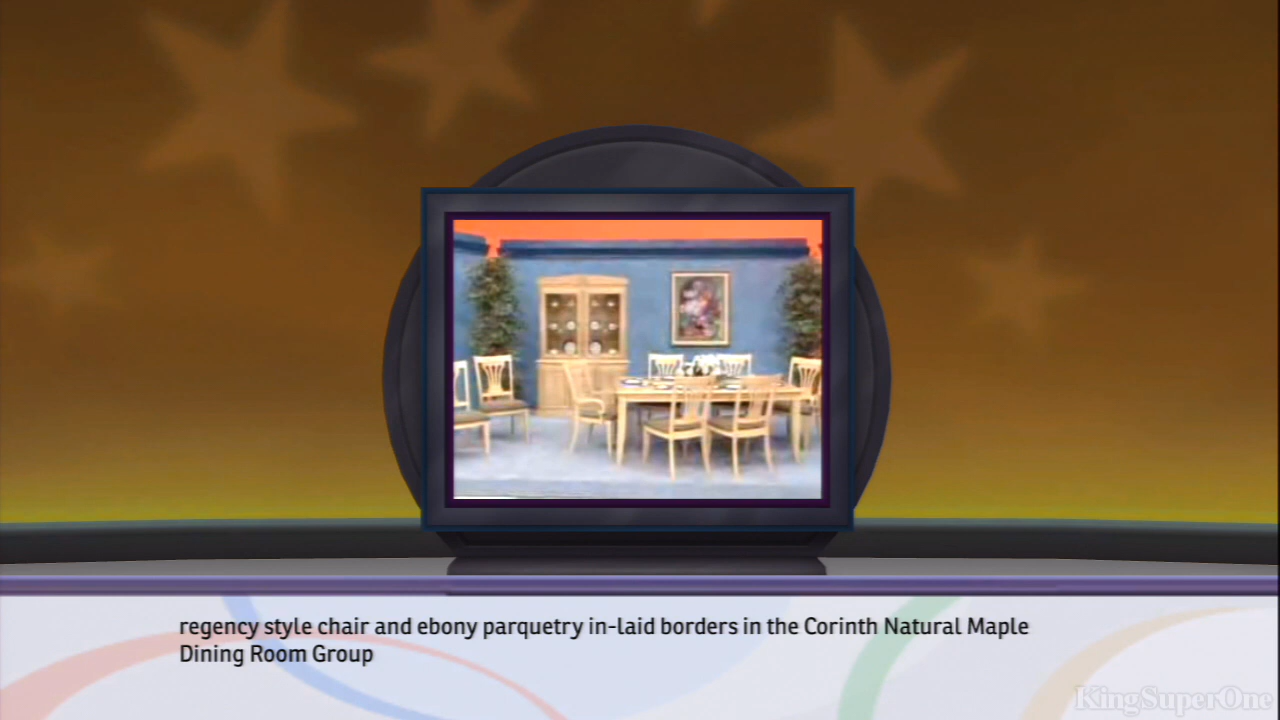 regency style chair and ebony parquetry in-laid borders in the Corinth Natural Maple
Dining Room Group
KingSuperOne